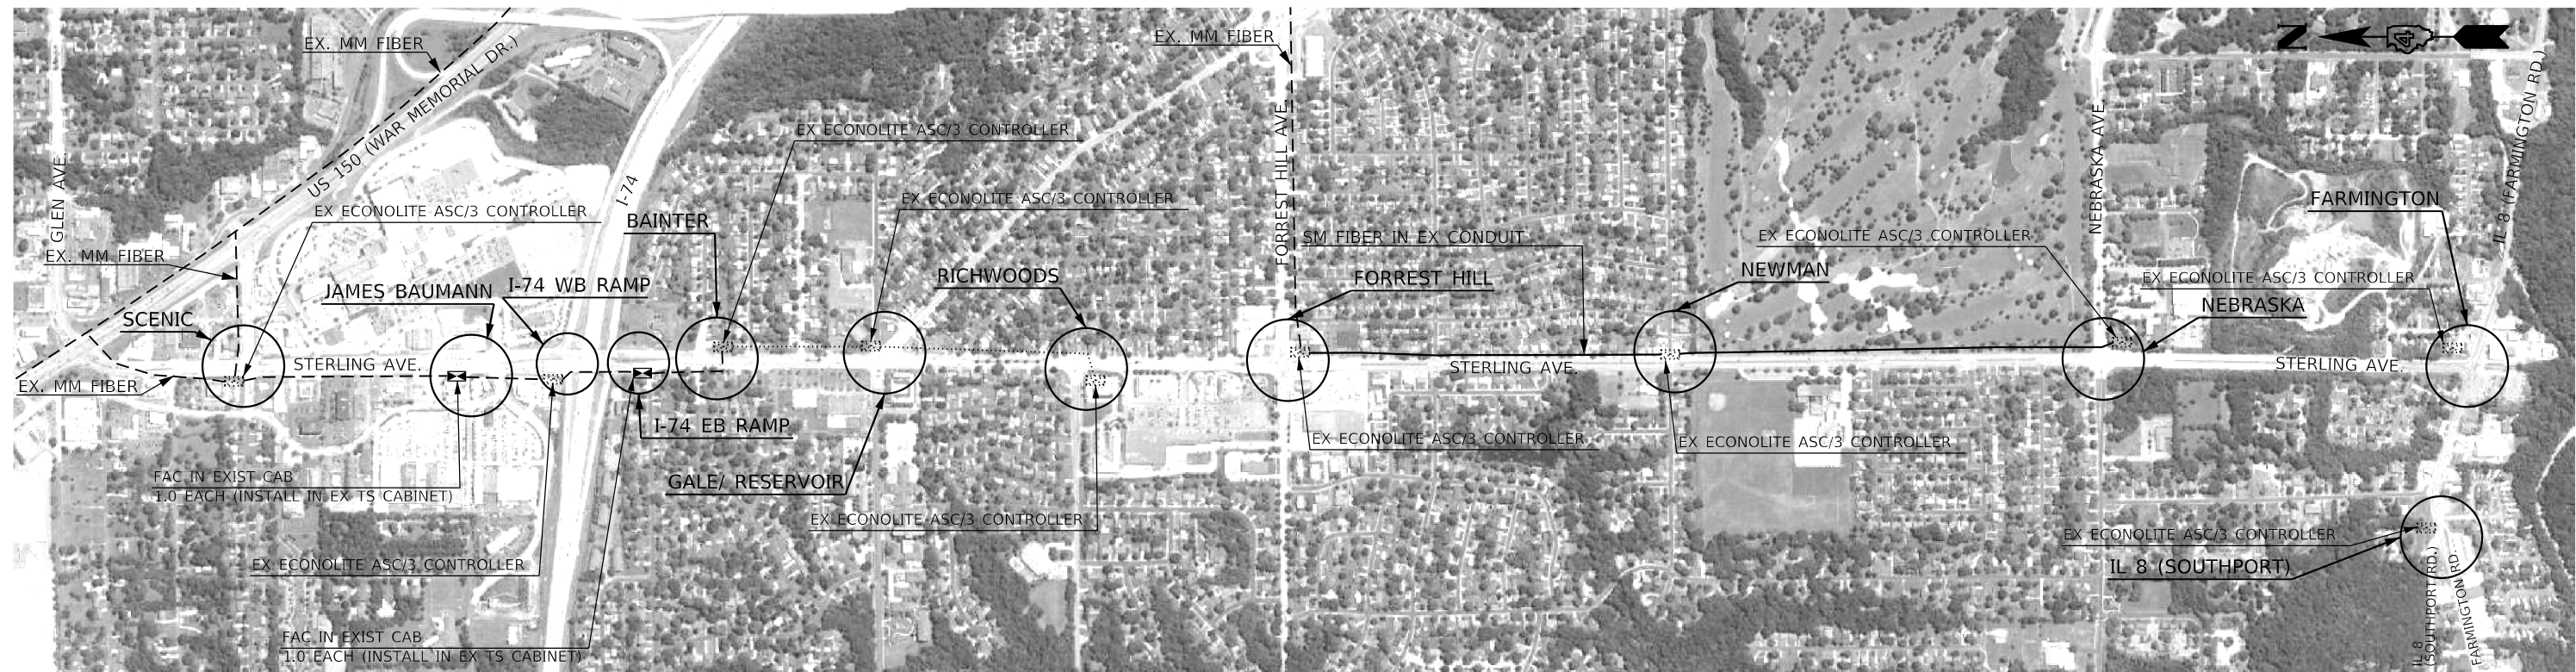 EX. MM FIBER
EX. MM FIBER
N
4
US 150 (WAR MEMORIAL DR.)
GLEN AVE.
I-74
FORREST HILL AVE.
NEBRASKA AVE.
IL 8 (FARMINGTON RD.)
EX ECONOLITE ASC/3 CONTROLLER
EX ECONOLITE ASC/3 CONTROLLER
EX ECONOLITE ASC/3 CONTROLLER
BAINTER
FARMINGTON
SM FIBER IN EX CONDUIT
EX ECONOLITE ASC/3 CONTROLLER
EX. MM FIBER
JAMES BAUMANN
I-74 WB RAMP
RICHWOODS
FORREST HILL
NEWMAN
EX ECONOLITE ASC/3 CONTROLLER
NEBRASKA
SCENIC
STERLING AVE.
STERLING AVE.
STERLING AVE.
EX. MM FIBER
I-74 EB RAMP
EX ECONOLITE ASC/3 CONTROLLER
EX ECONOLITE ASC/3 CONTROLLER
FAC IN EXIST CAB
1.0 EACH (INSTALL IN EX TS CABINET)
GALE/ RESERVOIR
EX ECONOLITE ASC/3 CONTROLLER
EX ECONOLITE ASC/3 CONTROLLER
EX ECONOLITE ASC/3 CONTROLLER
IL 8 (SOUTHPORT)
IL 8
(SOUTHPORT RD.)
FARMINGTON RD.
FAC IN EXIST CAB
1.0 EACH (INSTALL IN EX TS CABINET)